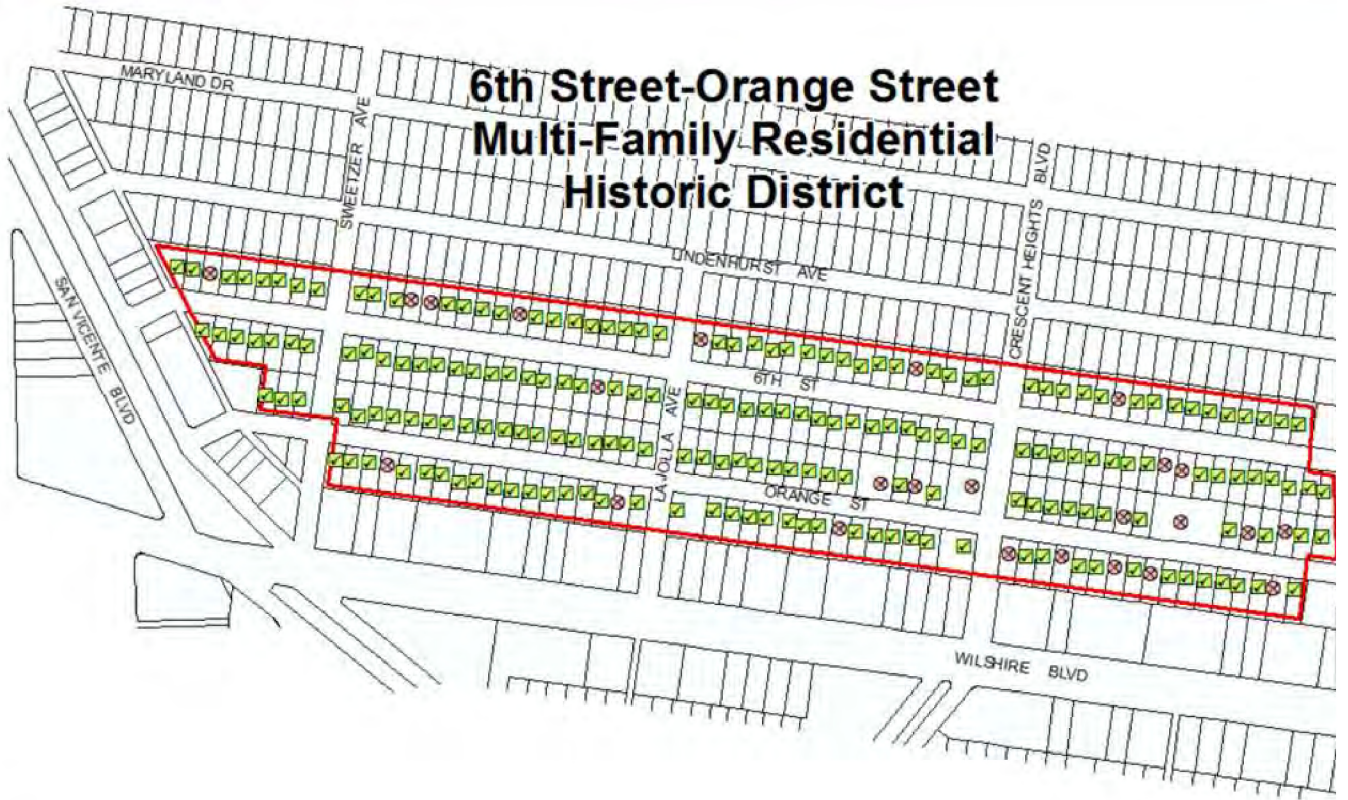 6th Street-Orange Street
Multi-Family Residential
Historic District
MARYLAND DR
SWEETZER AVE
CRESCENT HEIGHTS BLVD
LINDENHURST AVE
SAN VICENTE BLVD
6TH ST
LA JOLLA AVE
ORANGE ST
WILSHIRE BLVD